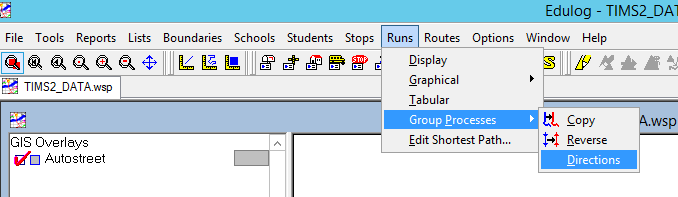 Edulog - TIMS2_DAT
File Tools Reports Lists Boundaries Schools Students Stops Runs Routes Options Window Help
TIMS2_DATA.wsp
Display
Graphical
Tabular
Group Processes
Edit Shortest Path...
Copy
Reverse
Directions
A.wsp
GIS Overlays
Autostreet